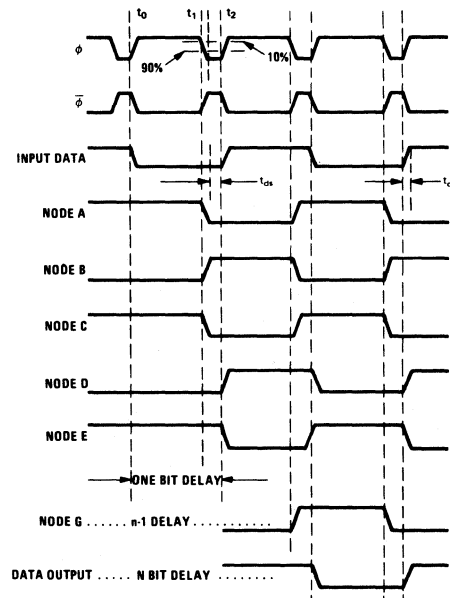 t₀ t₁ t₂
ϕ
90%
10%
ϕ̅
INPUT DATA
t_ds
NODE A
NODE B
NODE C
NODE D
NODE E
ONE BIT DELAY
NODE G ...... n-1 DELAY ......
DATA OUTPUT ..... N BIT DELAY .......